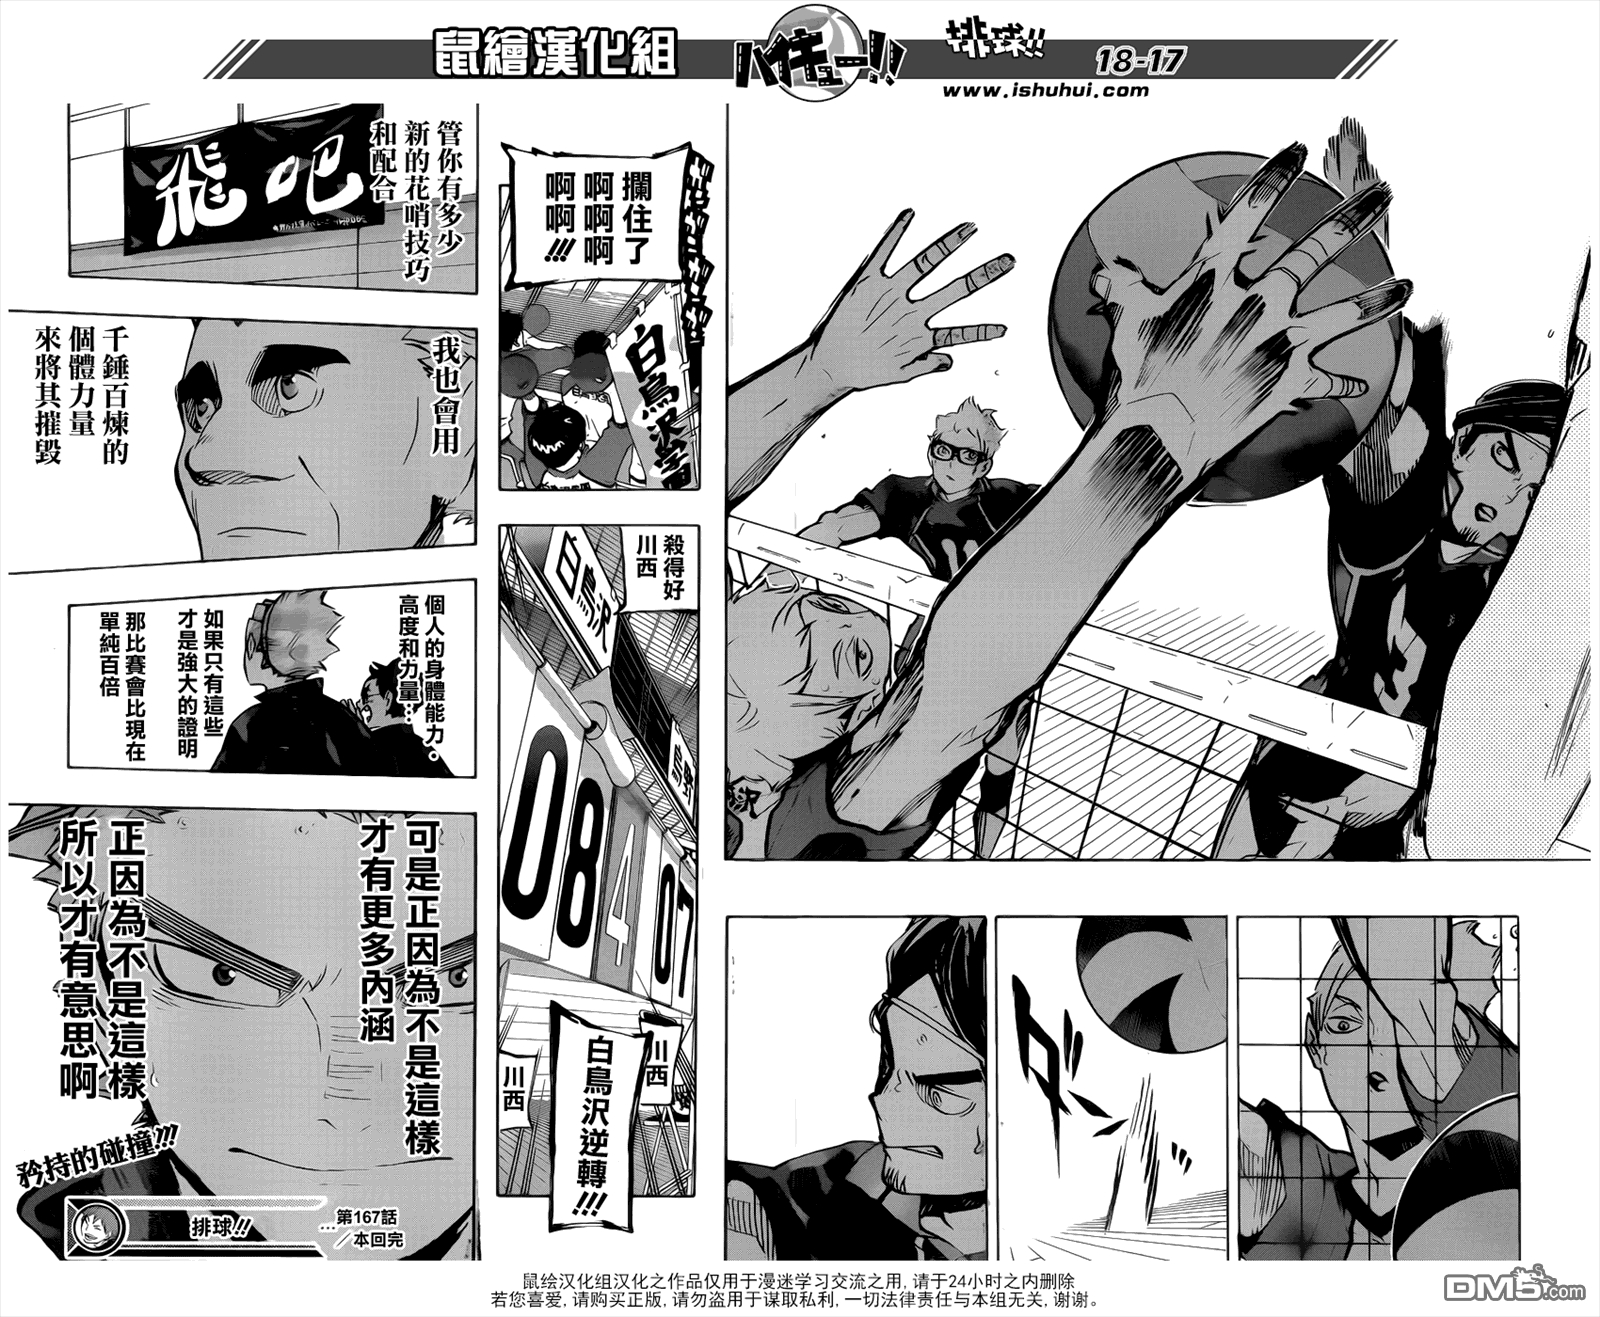 鼠繪漢化組
ハイキュー!!
排球!!
18-17
www.ishuhui.com
攔住了
啊啊啊
啊啊!!!
白鳥沢
殺得好
川西
白鳥沢
烏野
08
4
07
川西
川西
白鳥沢逆轉!!!
管你有多少
新的花哨技巧
和配合
飛吧
我也會用
千錘百煉的
個體力量
來將其摧毀
個人的身體能力·
高度和力量…
如果只有這些
才是強大的證明
那比賽會比現在
單純百倍
可是正因為不是這樣
才有更多內涵
正因為不是這樣
所以才有意思啊
矜持的碰撞!!!
排球!!
…第167話
／本回完
鼠绘汉化组汉化之作品仅用于漫迷学习交流之用,请于24小时之内删除
若您喜爱,请购买正版,请勿盗用于谋取私利,一切法律责任与本组无关,谢谢。
DM5.com